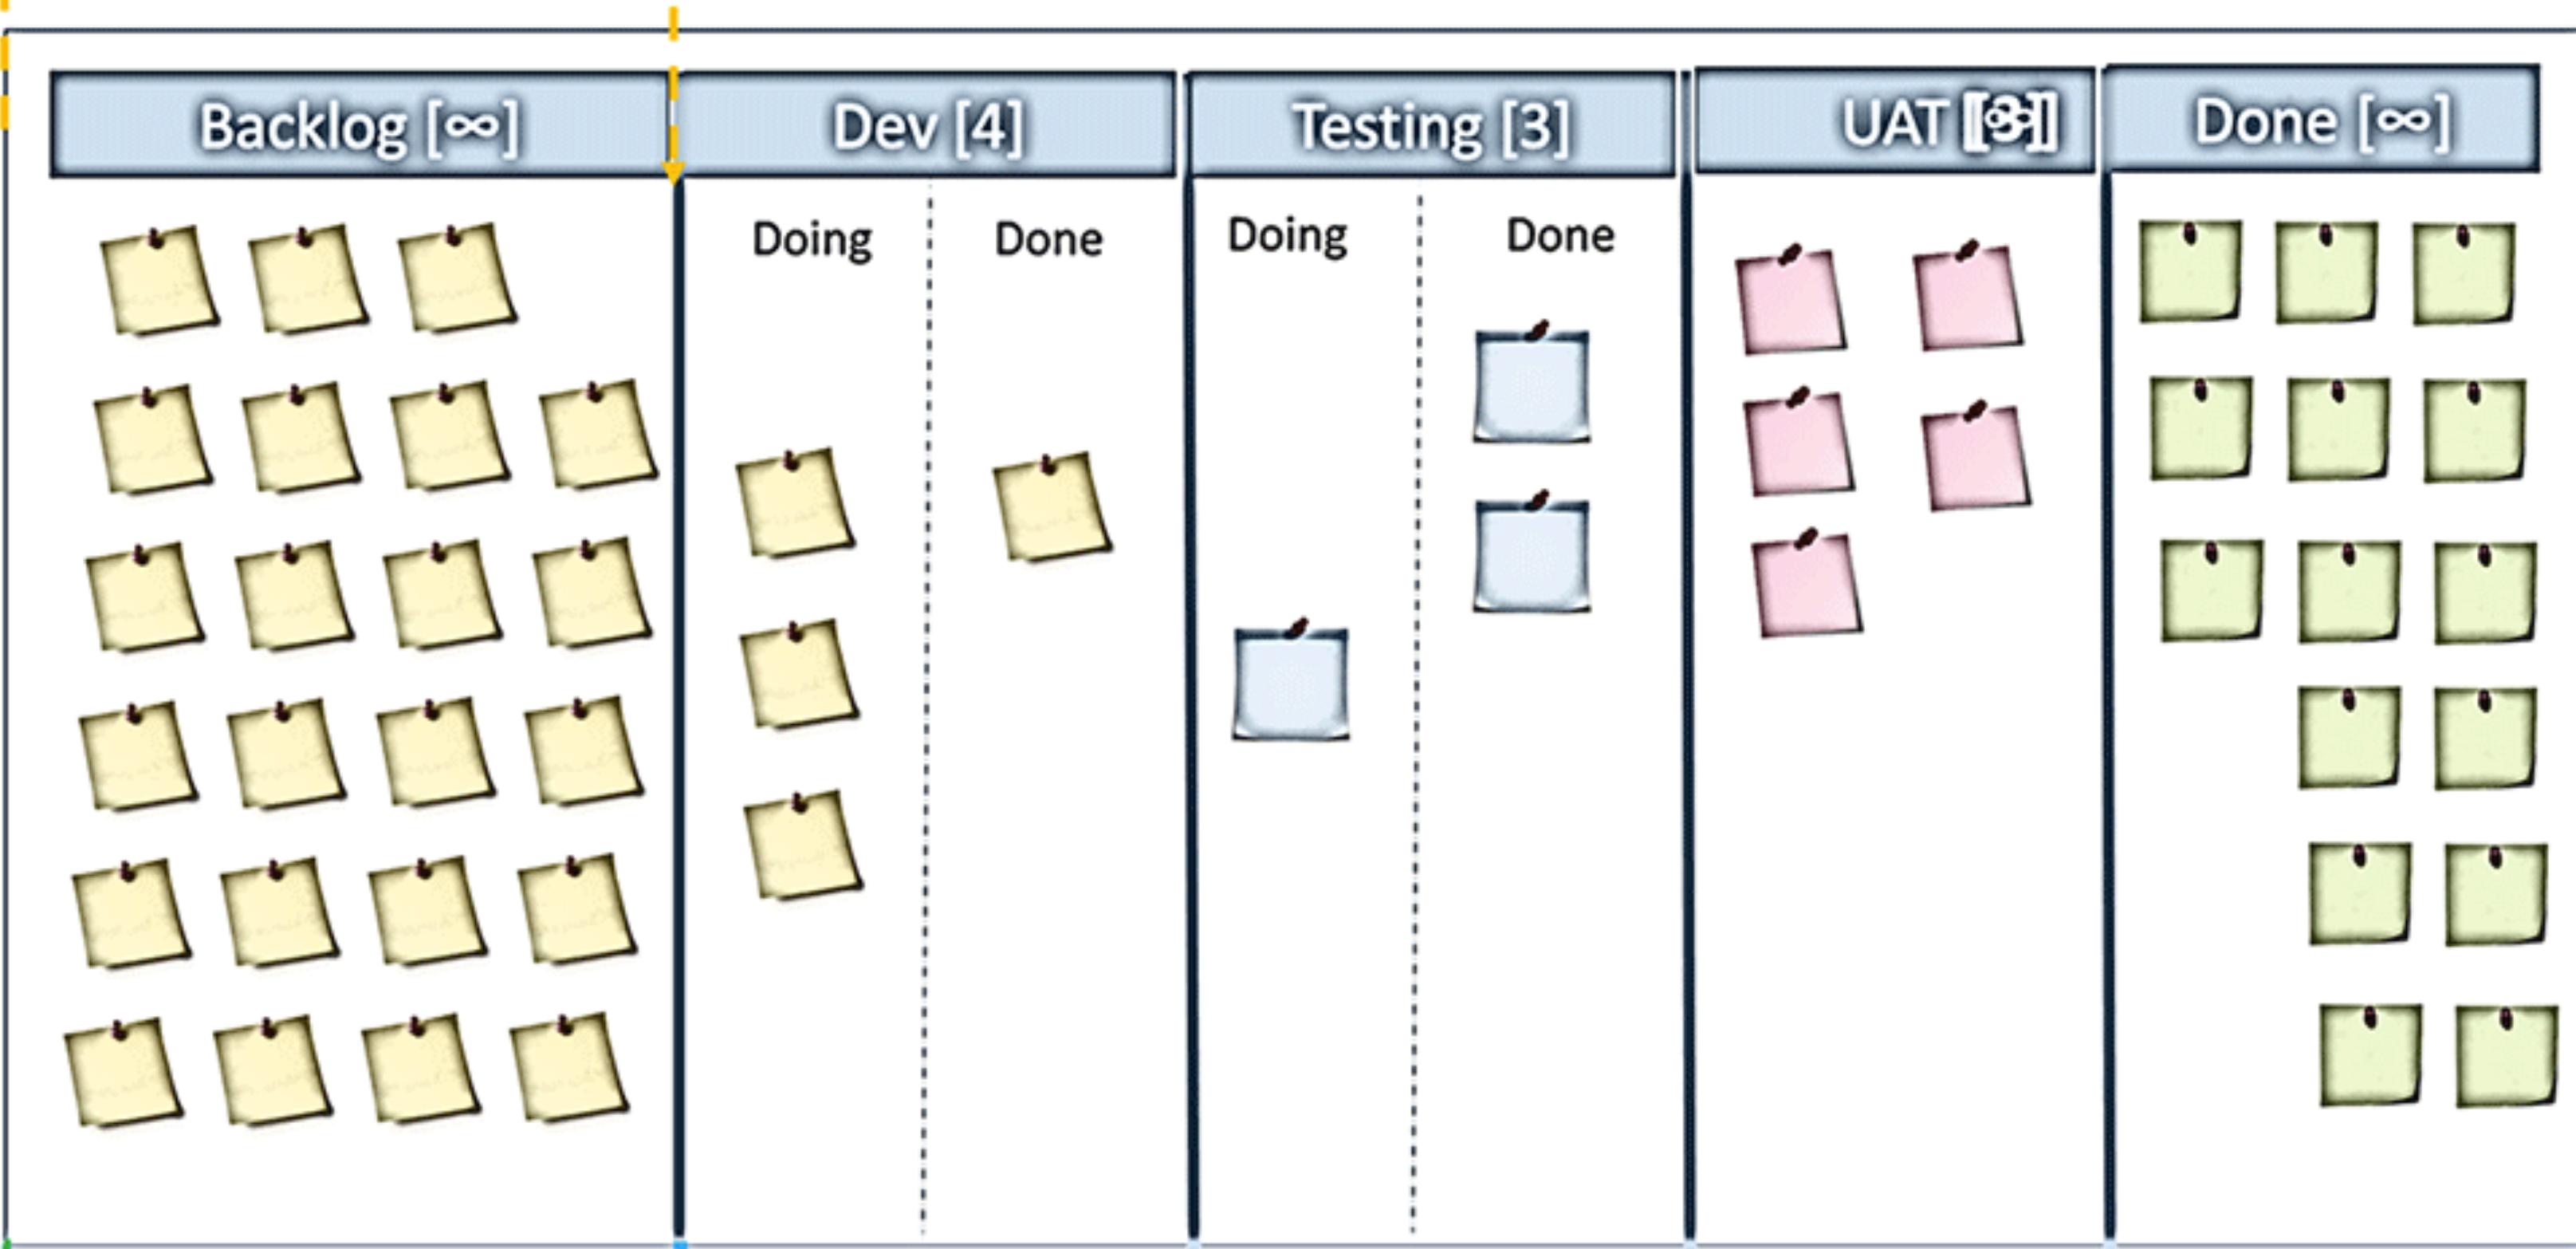 Backlog [∞]
Dev [4]
Testing [3]
UAT
Done [∞]
Doing
Done
Doing
Done